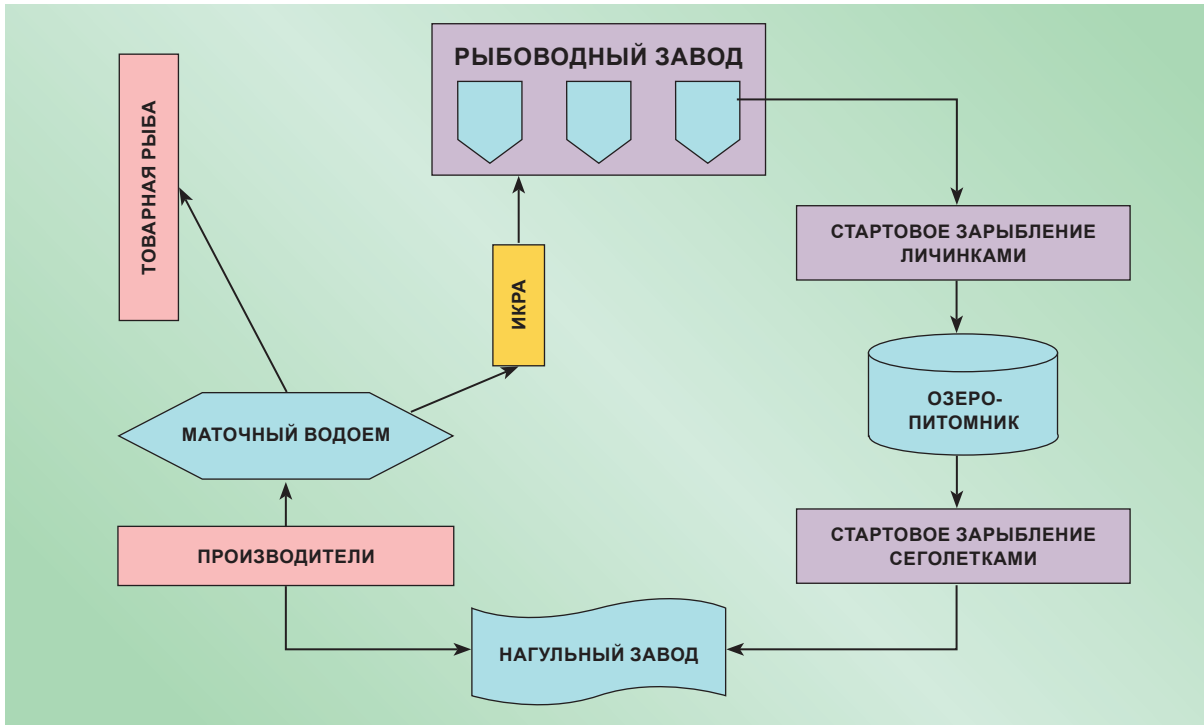 РЫБОВОДНЫЙ ЗАВОД
ТОВАРНАЯ РЫБА
СТАРТОВОЕ ЗАРЫБЛЕНИЕ
ЛИЧИНКАМИ
ИКРА
ОЗЕРО-
ПИТОМНИК
МАТОЧНЫЙ ВОДОЕМ
СТАРТОВОЕ ЗАРЫБЛЕНИЕ
СЕГОЛЕТКАМИ
ПРОИЗВОДИТЕЛИ
НАГУЛЬНЫЙ ЗАВОД